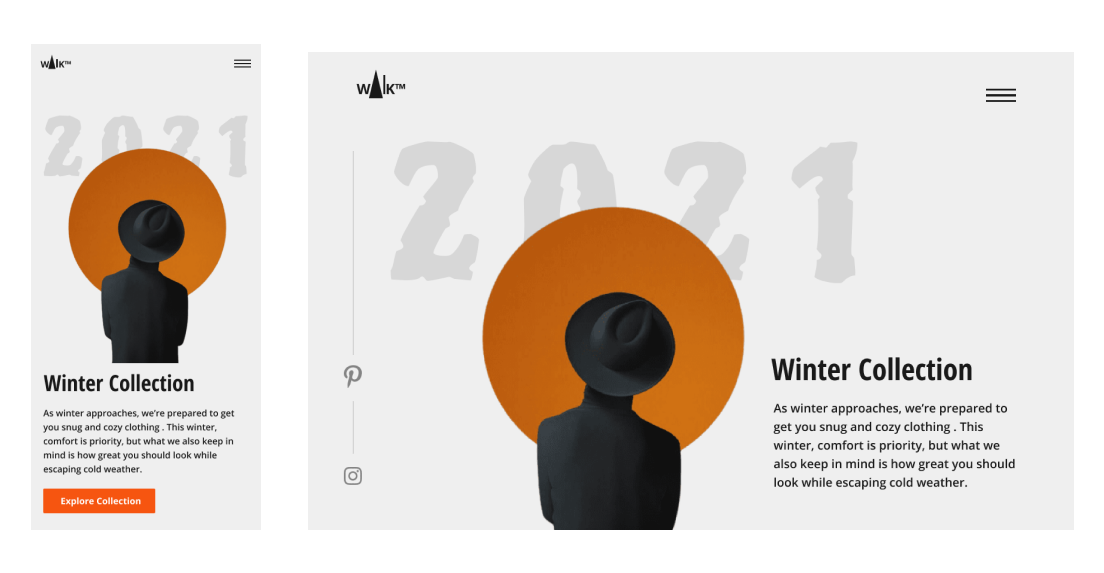 WALK™
2021
Winter Collection
As winter approaches, we’re prepared to get
you snug and cozy clothing . This winter,
comfort is priority, but what we also keep in
mind is how great you should look while
escaping cold weather.
Explore Collection
WALK™
2021
Winter Collection
As winter approaches, we’re prepared to
get you snug and cozy clothing . This
winter, comfort is priority, but what we
also keep in mind is how great you should
look while escaping cold weather.